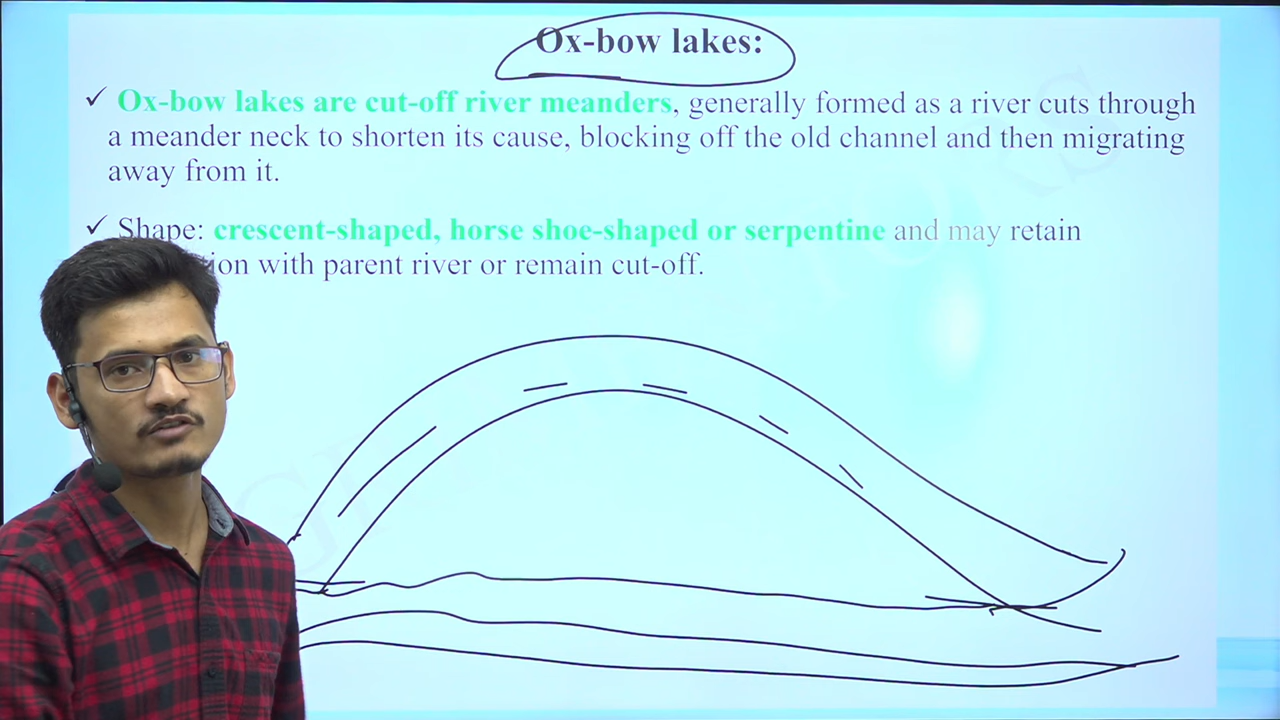 Ox-bow lakes:
✓ Ox-bow lakes are cut-off river meanders, generally formed as a river cuts through
a meander neck to shorten its cause, blocking off the old channel and then migrating
away from it.
✓ Shape: crescent-shaped, horse shoe-shaped or serpentine and may retain
with parent river or remain cut-off.